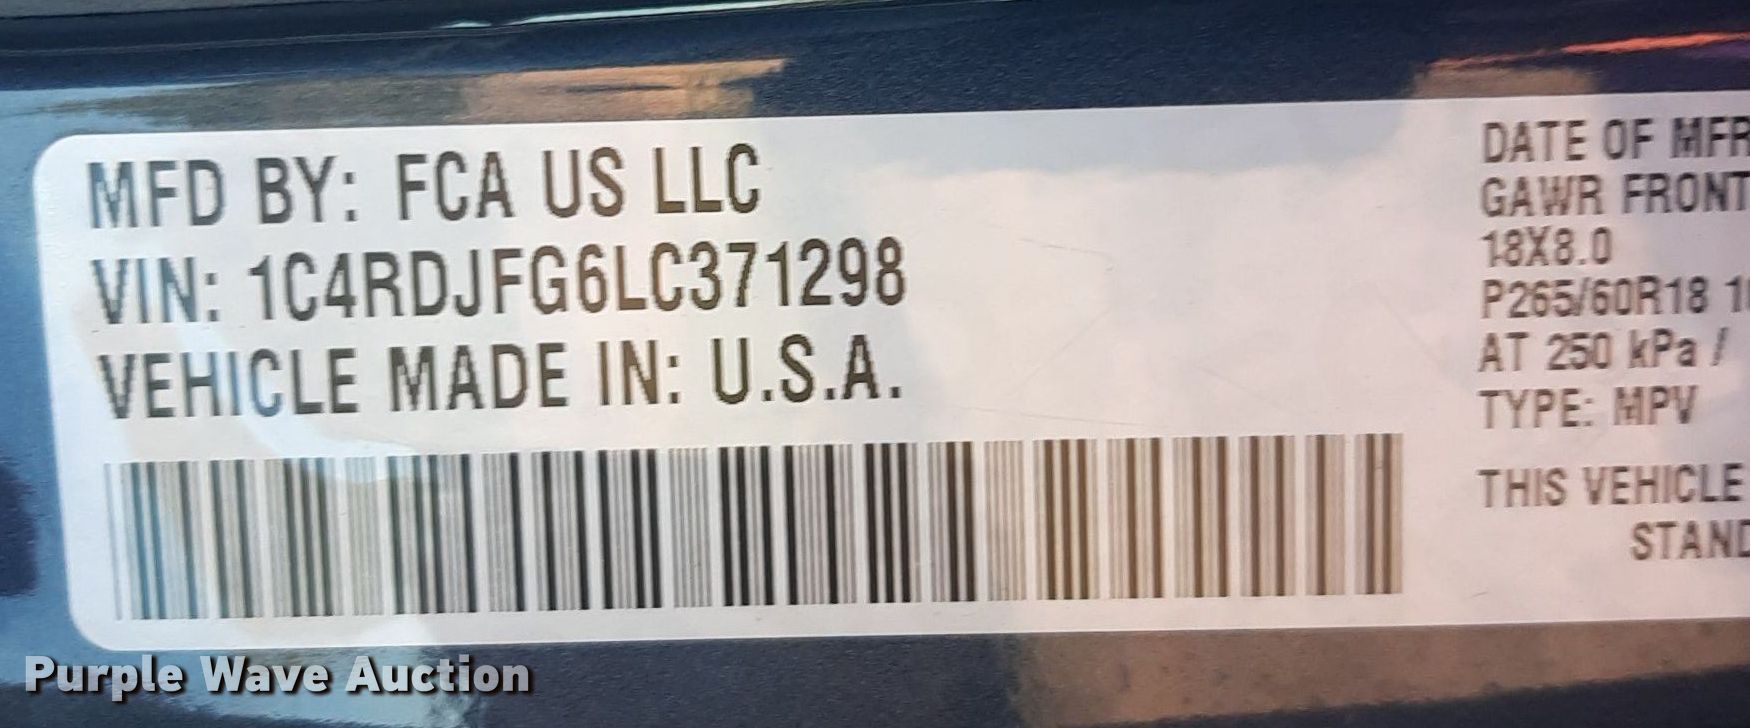 MFD BY: FCA US LLC
VIN: 1C4RDJFG6LC371298
VEHICLE MADE IN: U.S.A.
DATE OF MFR
GAWR FRONT
18X8.0
P265/60R18 1
AT 250 kPa /
TYPE: MPV
THIS VEHICLE
STAND
Purple Wave Auction